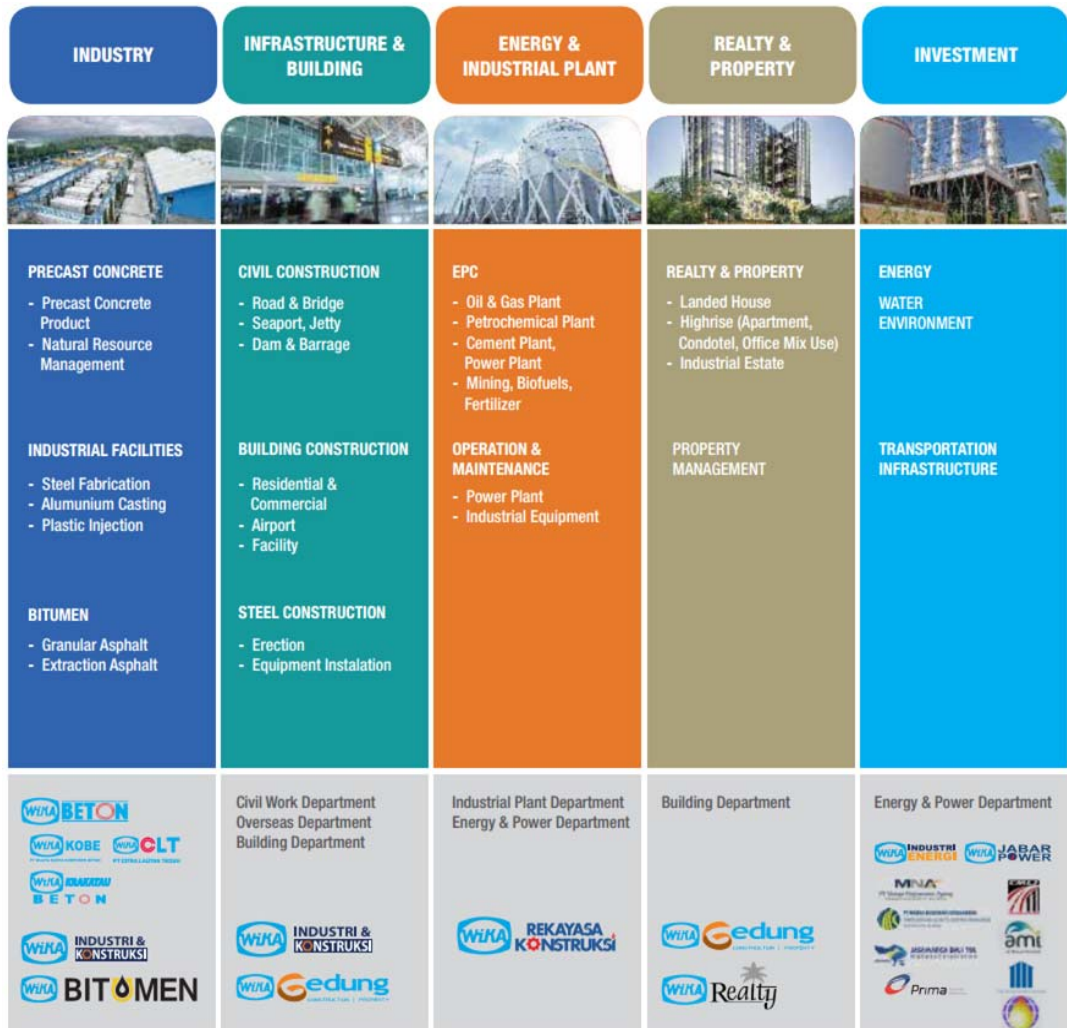 INDUSTRY
INFRASTRUCTURE &
BUILDING
ENERGY &
INDUSTRIAL PLANT
REALTY &
PROPERTY
INVESTMENT
PRECAST CONCRETE
- Precast Concrete
Product
- Natural Resource
Management
INDUSTRIAL FACILITIES
- Steel Fabrication
- Alumunium Casting
- Plastic Injection
BITUMEN
- Granular Asphalt
- Extraction Asphalt
CIVIL CONSTRUCTION
- Road & Bridge
- Seaport, Jetty
- Dam & Barrage
BUILDING CONSTRUCTION
- Residential &
Commercial
- Airport
- Facility
STEEL CONSTRUCTION
- Erection
- Equipment Instalation
EPC
- Oil & Gas Plant
- Petrochemical Plant
- Cement Plant,
Power Plant
- Mining, Biofuels,
Fertilizer
OPERATION &
MAINTENANCE
- Power Plant
- Industrial Equipment
REALTY & PROPERTY
- Landed House
- Highrise (Apartment,
Condotel, Office Mix Use)
- Industrial Estate
PROPERTY
MANAGEMENT
ENERGY
WATER
ENVIRONMENT
TRANSPORTATION
INFRASTRUCTURE
WIKA BETON
WIKA KOBE
WIKA CLT
WIKA KRAKATAU
BETON
WIKA INDUSTRI &
KONSTRUKSI
WIKA BITUMEN
Civil Work Department
Overseas Department
Building Department
WIKA INDUSTRI &
KONSTRUKSI
WIKA Gedung
Industrial Plant Department
Energy & Power Department
WIKA REKAYASA
KONSTRUKSI
Building Department
WIKA Gedung
WIKA Realty
Energy & Power Department
WIKA INDUSTRI
ENERGI
WIKA JABAR
POWER
MNA
JASAMARGA BALI TOL
ami
Prima